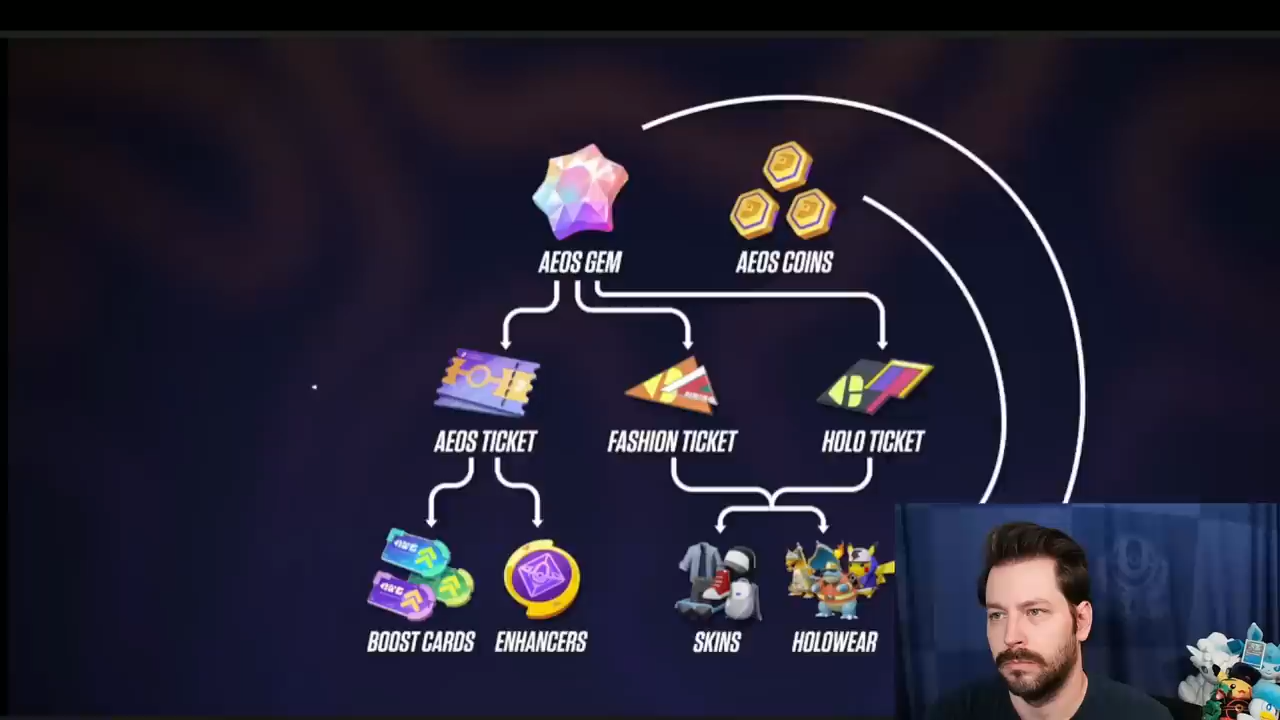 AEOS GEM
AEOS COINS
AEOS TICKET
FASHION TICKET
HOLO TICKET
BOOST CARDS
ENHANCERS
SKINS
HOLOWEAR